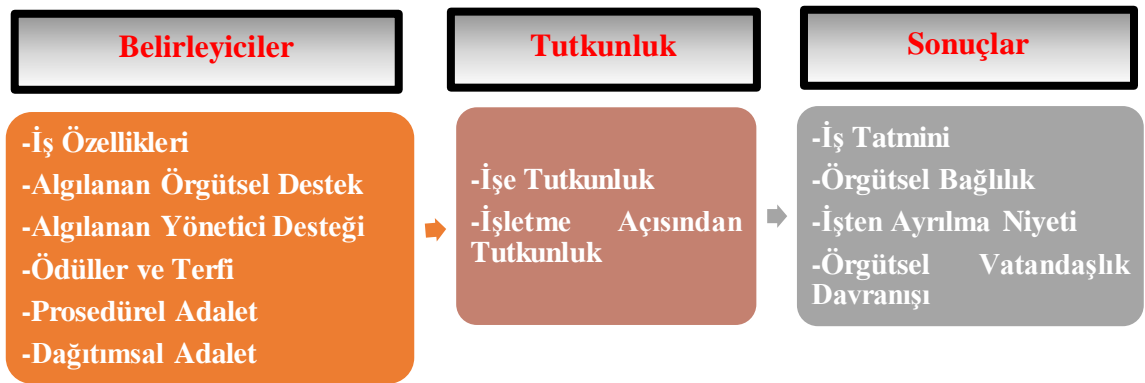 Belirleyiciler
-İş Özellikleri
-Algılanan Örgütsel Destek
-Algılanan Yönetici Desteği
-Ödüller ve Terfi
-Prosedürel Adalet
-Dağıtımsal Adalet
Tutkunluk
-İşe Tutkunluk
-İşletme Açısından
Tutkunluk
Sonuçlar
-İş Tatmini
-Örgütsel Bağlılık
-İşten Ayrılma Niyeti
-Örgütsel Vatandaşlık
Davranışı